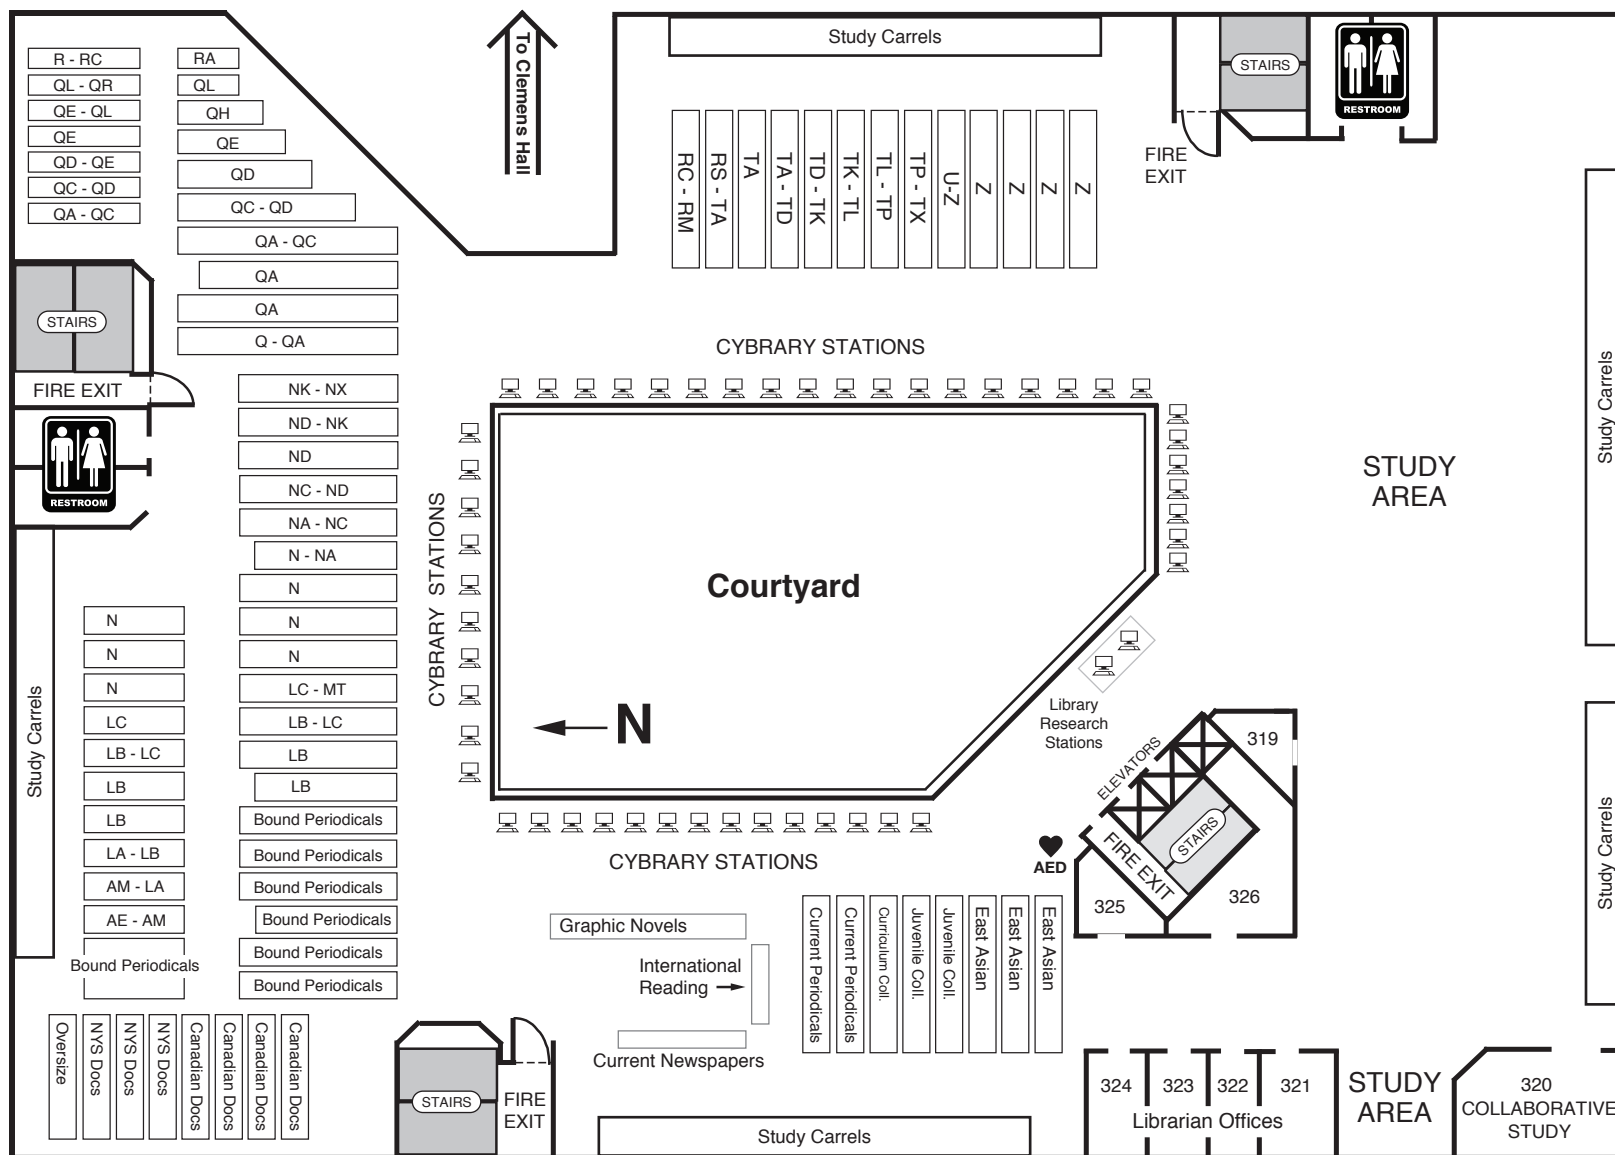 R - RC
QL - QR
QE - QL
QE
QD - QE
QC - QD
QA - QC
RA
QL
QH
QE
QD
QC - QD
QA - QC
QA
QA
Q - QA
To Clemens Hall
Study Carrels
RC - RM
RS - TA
TA
TA - TD
TD - TK
TK - TL
TL - TP
TP - TX
U-Z
Z
Z
Z
Z
STAIRS
RESTROOM
FIRE
EXIT
STAIRS
FIRE EXIT
RESTROOM
CYBRARY STATIONS
Study Carrels
STUDY
AREA
NK - NX
ND - NK
ND
NC - ND
NA - NC
N - NA
N
N
N
LC - MT
LB - LC
LB
LB
Bound Periodicals
Bound Periodicals
Bound Periodicals
Bound Periodicals
Bound Periodicals
Bound Periodicals
CYBRARY STATIONS
Courtyard
N
Library
Research
Stations
Study Carrels
N
N
N
LC
LB - LC
LB
LB
LA - LB
AM - LA
AE - AM
Bound Periodicals
ELEVATORS
319
STAIRS
FIRE EXIT
AED
325
326
Study Carrels
CYBRARY STATIONS
Graphic Novels
International
Reading
Current Newspapers
Current Periodicals
Current Periodicals
Curriculum Coll.
Juvenile Coll.
Juvenile Coll.
East Asian
East Asian
East Asian
Oversize
NYS Docs
NYS Docs
NYS Docs
Canadian Docs
Canadian Docs
Canadian Docs
Canadian Docs
STAIRS
FIRE
EXIT
Study Carrels
324
323
322
321
Librarian Offices
STUDY
AREA
320
COLLABORATIVE
STUDY